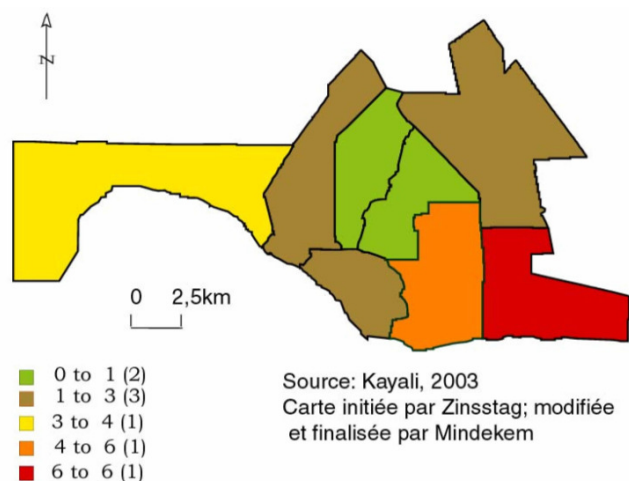 N
0 2,5km
0 to 1 (2)
1 to 3 (3)
3 to 4 (1)
4 to 6 (1)
6 to 6 (1)
Source: Kayali, 2003
Carte initiée par Zinsstag; modifiée
et finalisée par Mindekem